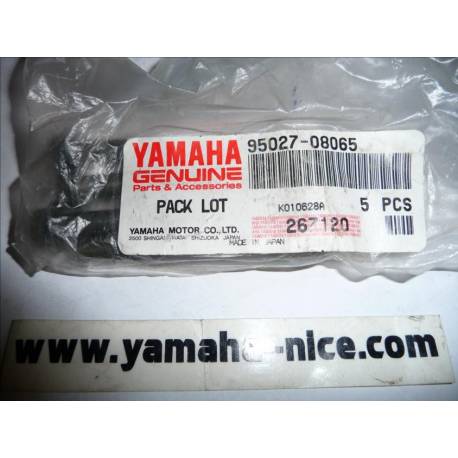 YAMAHA
GENUINE
Parts & Accessories
95027-08065
PACK LOT
K010628A
5 PCS
YAMAHA MOTOR CO., LTD.
2500 SHINGAI IWATA SHIZUOKA JAPAN
267120
MADE IN JAPAN
www.yamaha-nice.com